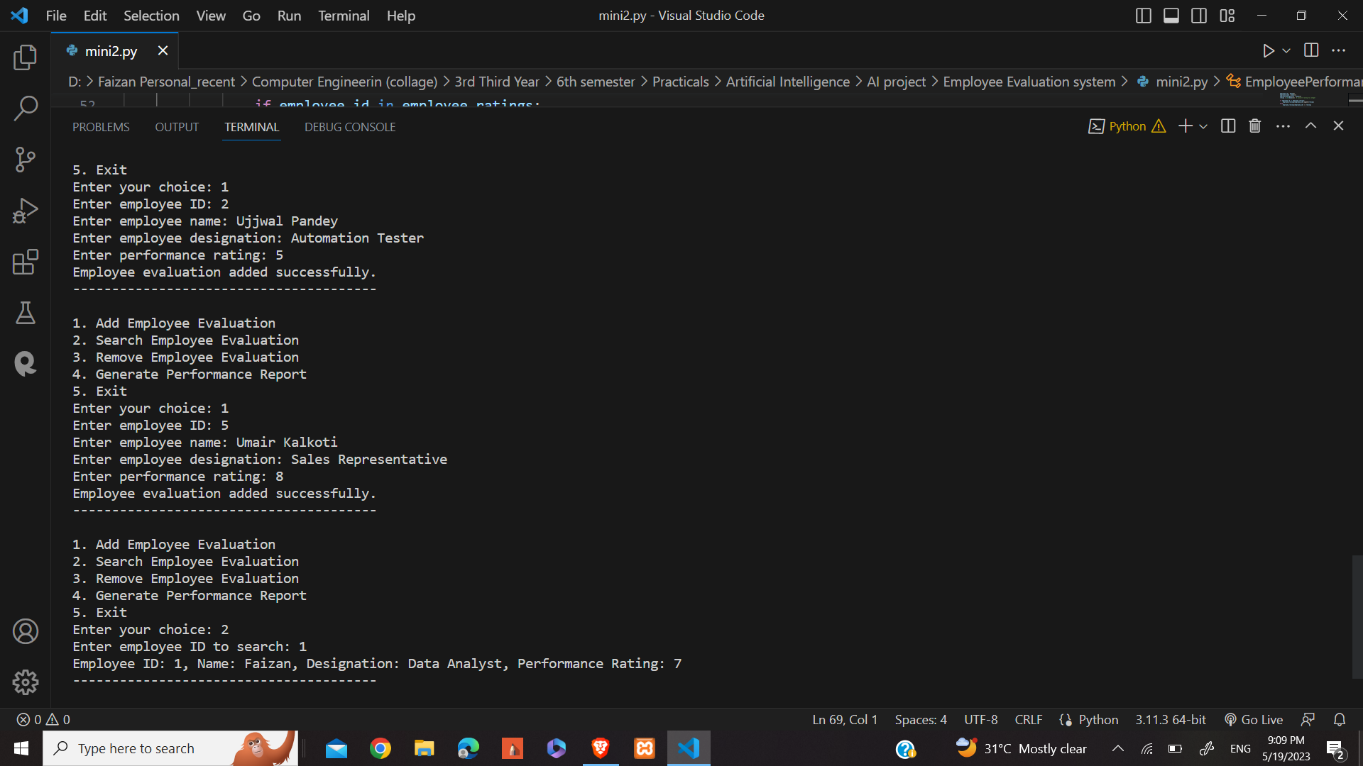 File Edit Selection View Go Run Terminal Help mini2.py - Visual Studio Code
mini2.py
D: > Faizan Personal_recent > Computer Engineerin (collage) > 3rd Third Year > 6th semester > Practicals > Artificial Intelligence > AI project > Employee Evaluation system > mini2.py > EmployeePerformar
52 if employee_id in employee_ratings:
PROBLEMS OUTPUT TERMINAL DEBUG CONSOLE Python
5. Exit
Enter your choice: 1
Enter employee ID: 2
Enter employee name: Ujjwal Pandey
Enter employee designation: Automation Tester
Enter performance rating: 5
Employee evaluation added successfully.
---------------------------------------
1. Add Employee Evaluation
2. Search Employee Evaluation
3. Remove Employee Evaluation
4. Generate Performance Report
5. Exit
Enter your choice: 1
Enter employee ID: 5
Enter employee name: Umair Kalkoti
Enter employee designation: Sales Representative
Enter performance rating: 8
Employee evaluation added successfully.
---------------------------------------
1. Add Employee Evaluation
2. Search Employee Evaluation
3. Remove Employee Evaluation
4. Generate Performance Report
5. Exit
Enter your choice: 2
Enter employee ID to search: 1
Employee ID: 1, Name: Faizan, Designation: Data Analyst, Performance Rating: 7
---------------------------------------
0 0 Ln 69, Col 1 Spaces: 4 UTF-8 CRLF Python 3.11.3 64-bit Go Live
Type here to search 31°C Mostly clear ENG 9:09 PM
5/19/2023 2